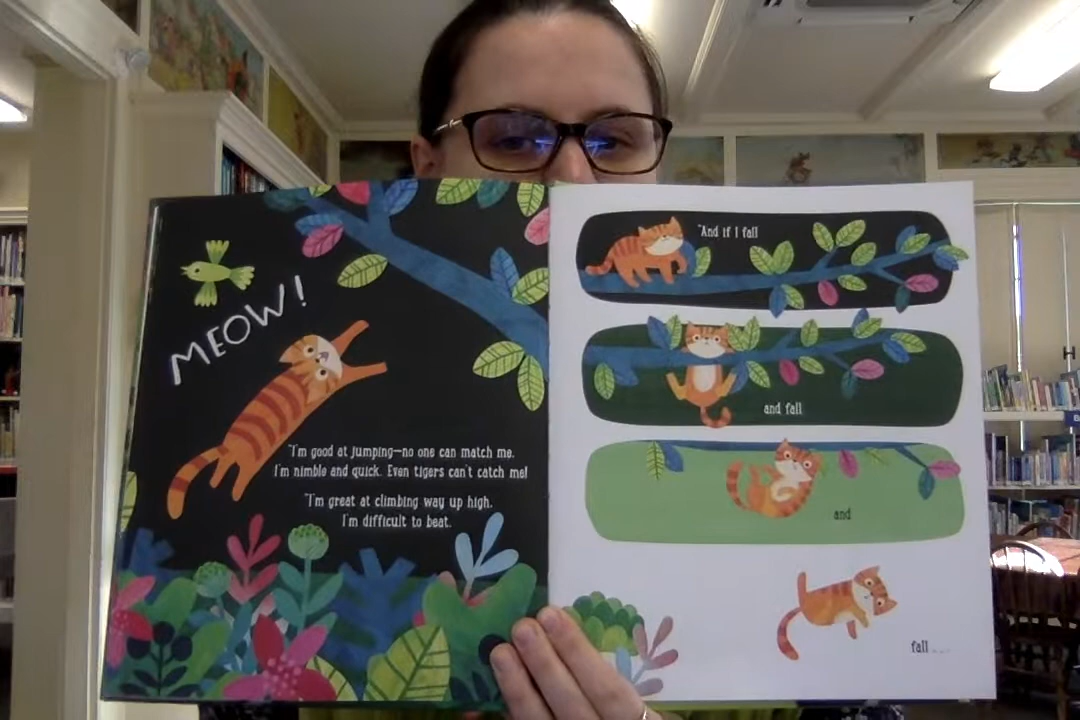 MEOW!
"I'm good at jumping—no one can match me.
I'm nimble and quick. Even tigers can't catch me!
"I'm great at climbing way up high.
I'm difficult to beat.
"And if I fall
and fall
and
fall